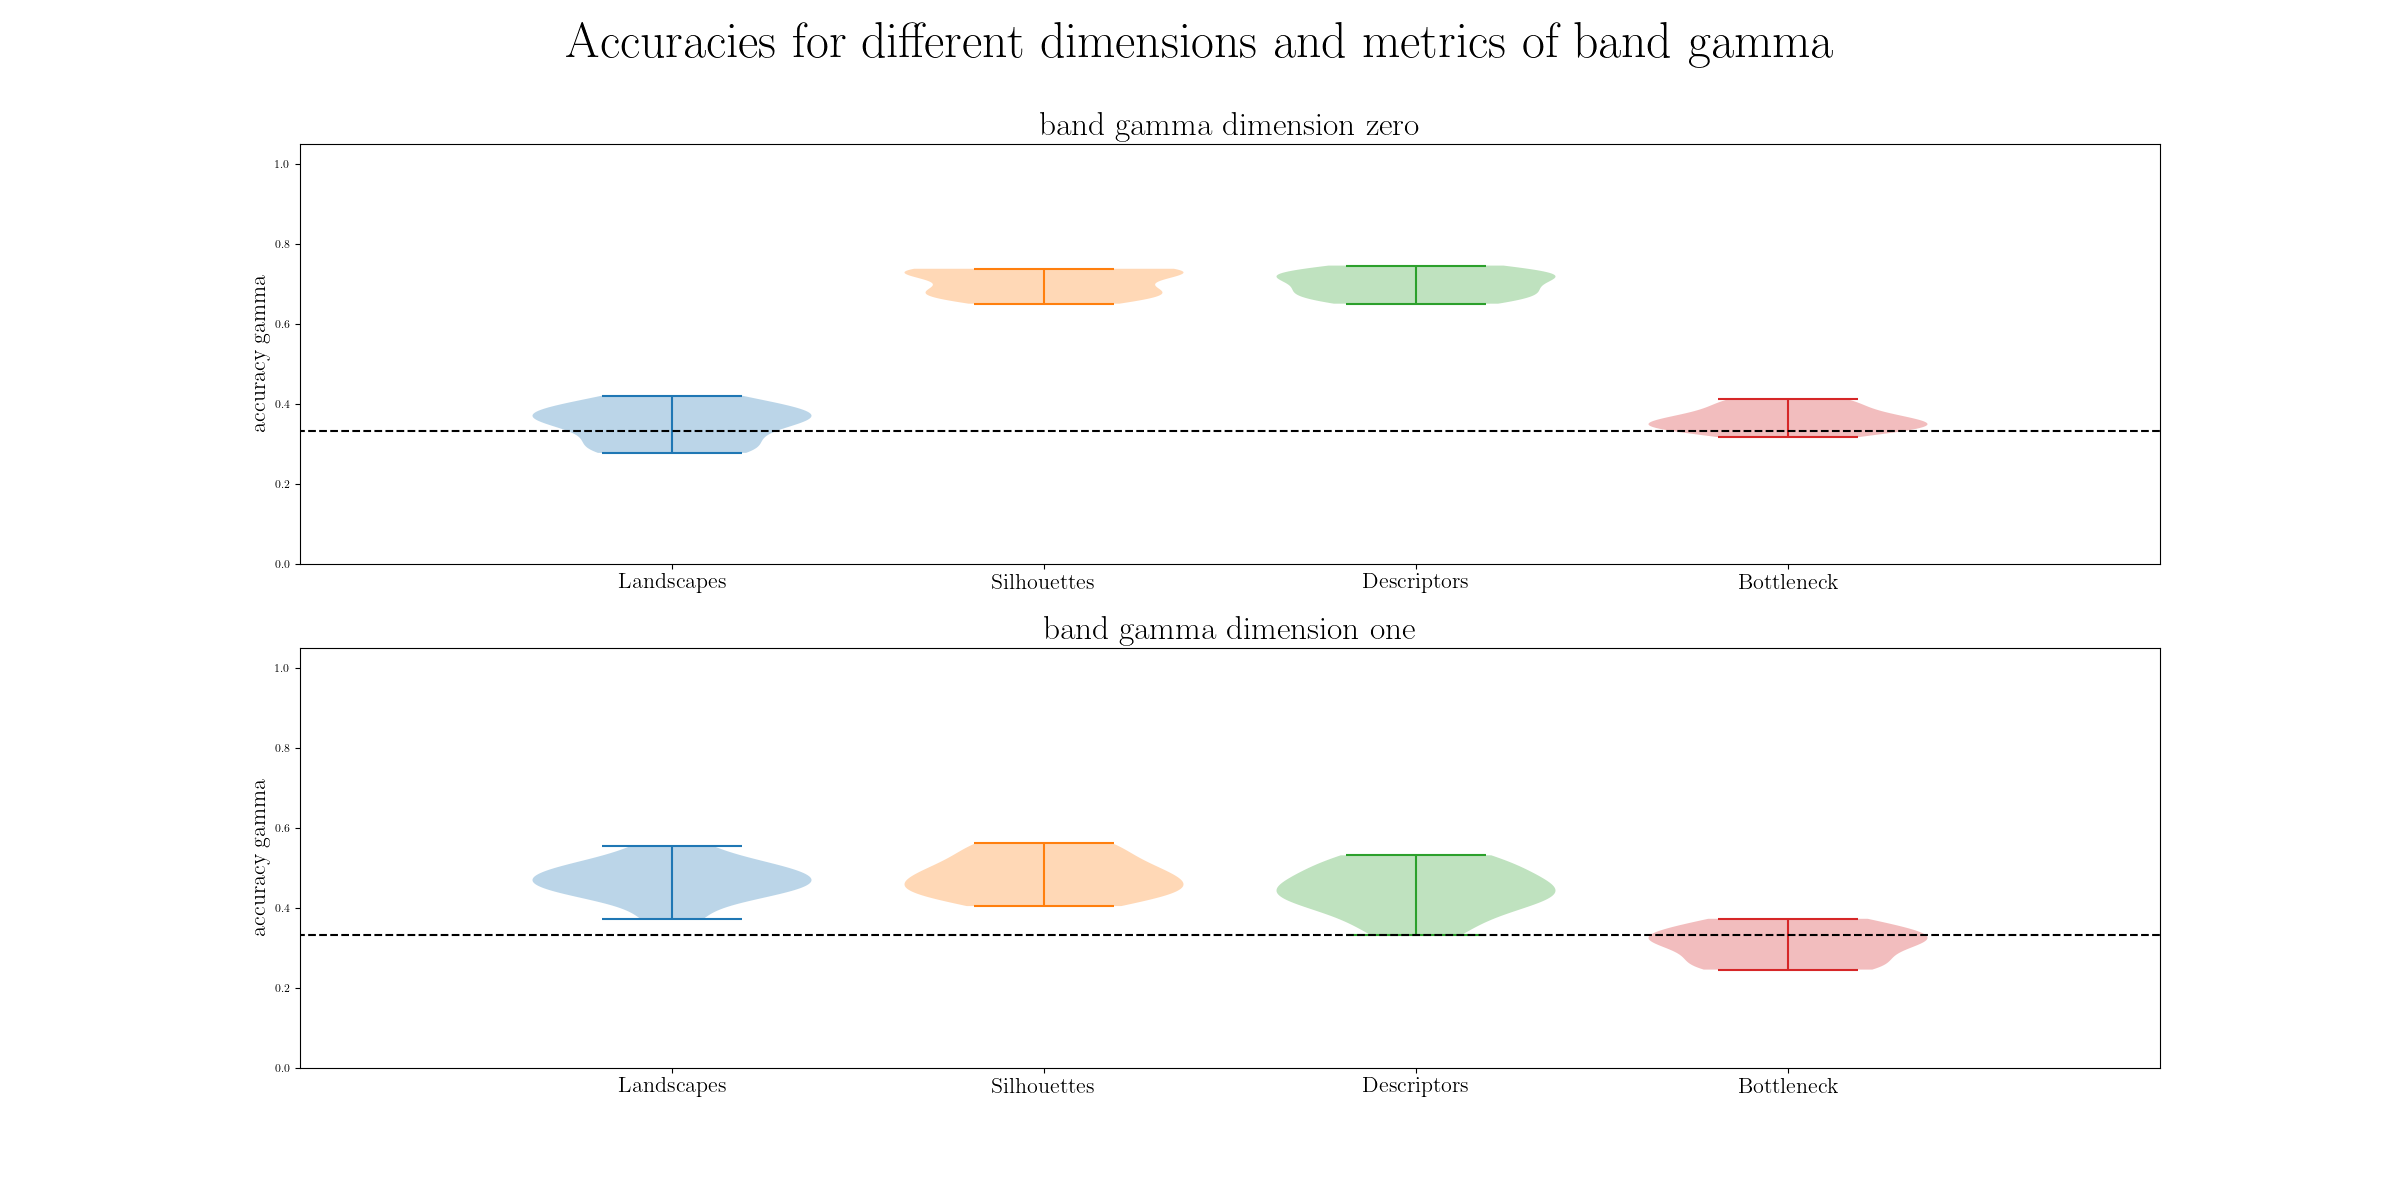 Accuracies for different dimensions and metrics of band gamma
band gamma dimension zero
accuracy gamma
1.0
0.8
0.6
0.4
0.2
0.0
Landscapes Silhouettes Descriptors Bottleneck
band gamma dimension one
accuracy gamma
1.0
0.8
0.6
0.4
0.2
0.0
Landscapes Silhouettes Descriptors Bottleneck